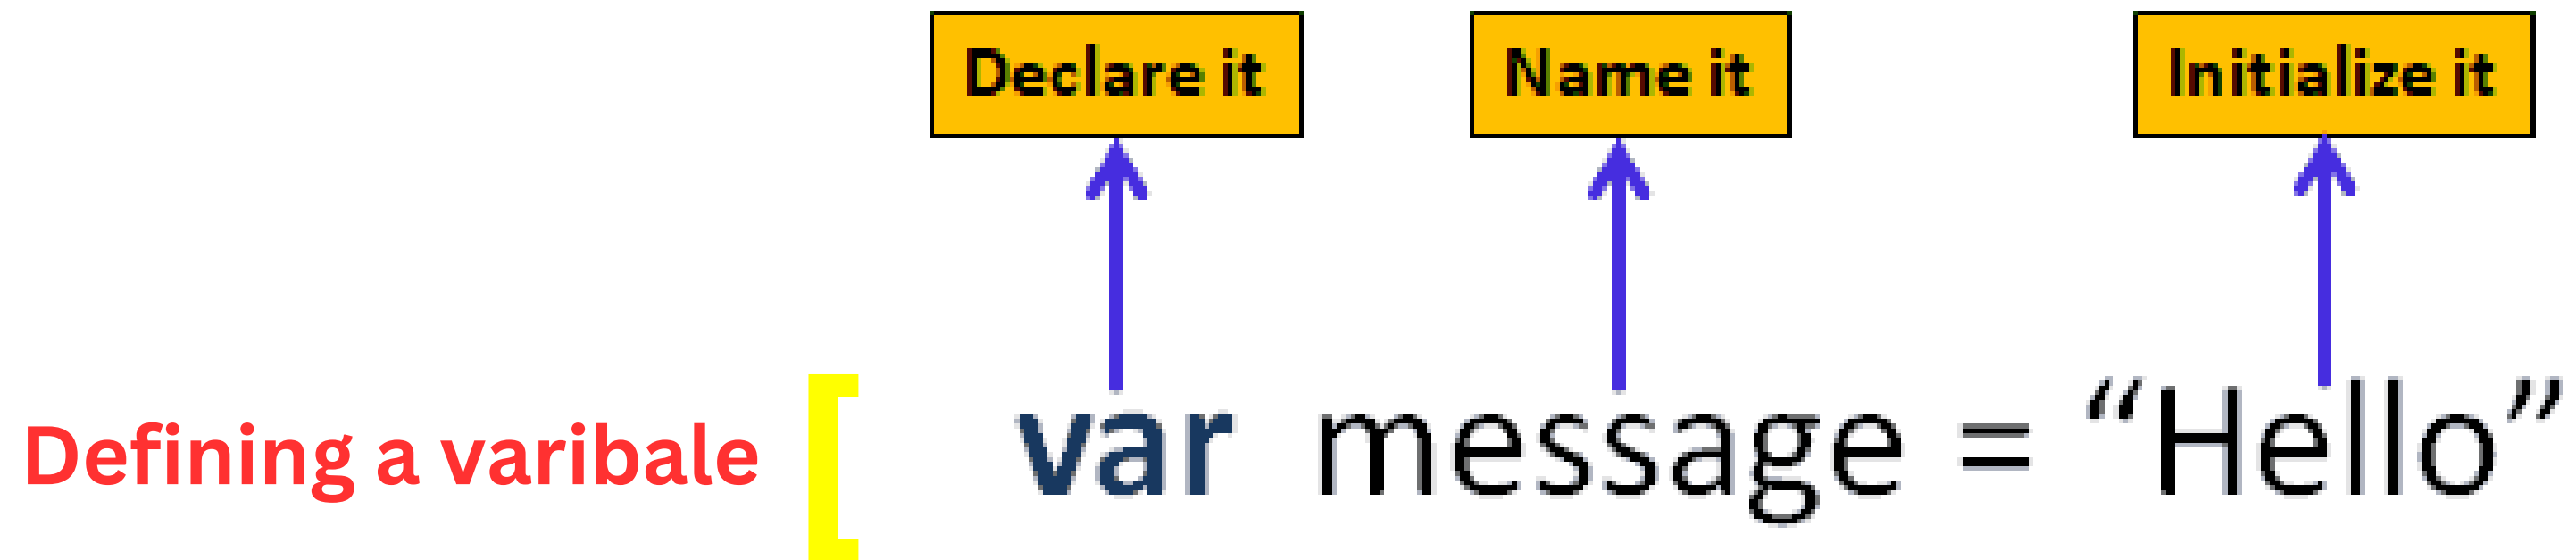 Declare it Name it Initialize it
Defining a varibale [ var message = “Hello”